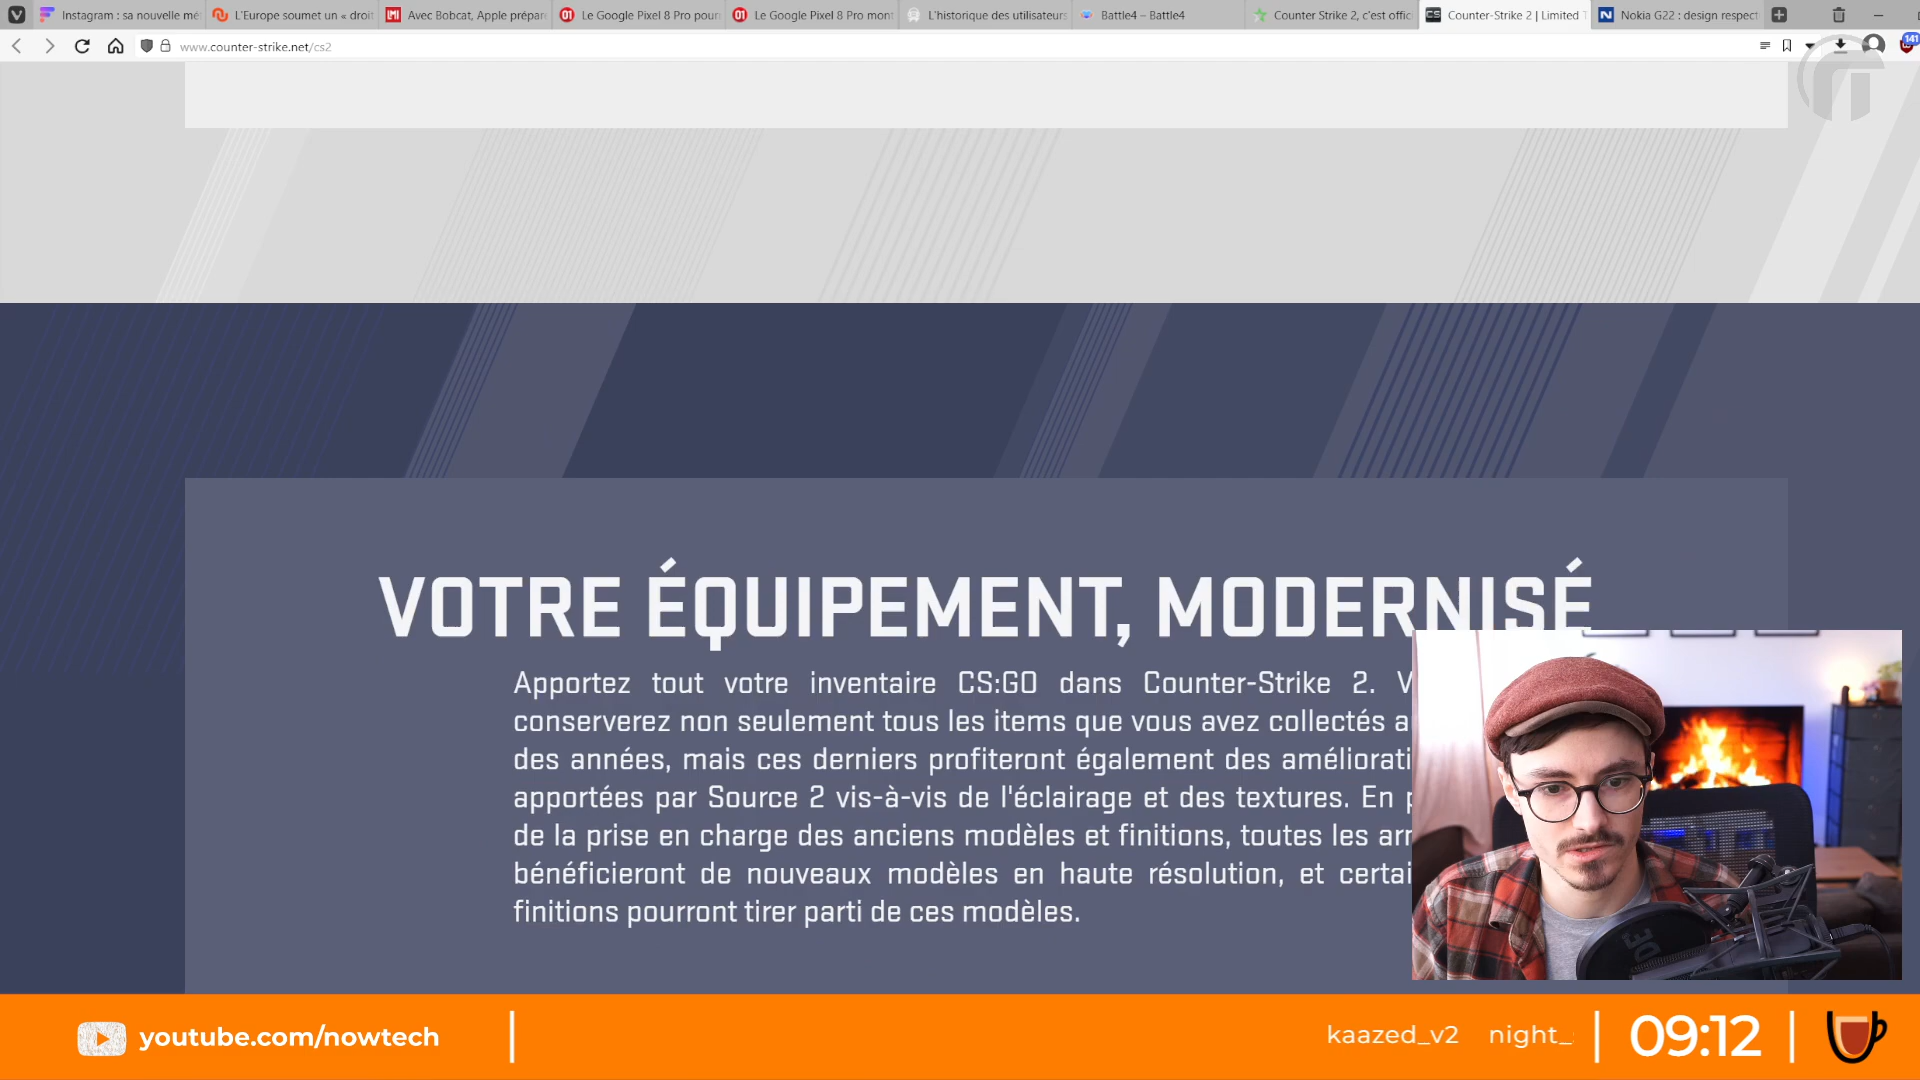 Instagram : sa nouvelle mé
L'Europe soumet un « droit
Avec Bobcat, Apple prépar
Le Google Pixel 8 Pro pour
Le Google Pixel 8 Pro mont
L'historique des utilisateurs
Battle4 – Battle4
Counter Strike 2, c'est offic
CS Counter-Strike 2 | Limited T
N Nokia G22 : design respect
www.counter-strike.net/cs2
141
VOTRE ÉQUIPEMENT, MODERNISÉ
Apportez tout votre inventaire CS:GO dans Counter-Strike 2. V
conserverez non seulement tous les items que vous avez collectés a
des années, mais ces derniers profiteront également des améliorati
apportées par Source 2 vis-à-vis de l'éclairage et des textures. En p
de la prise en charge des anciens modèles et finitions, toutes les arr
bénéficieront de nouveaux modèles en haute résolution, et certai
finitions pourront tirer parti de ces modèles.
youtube.com/nowtech
kaazed_v2 night_
09:12